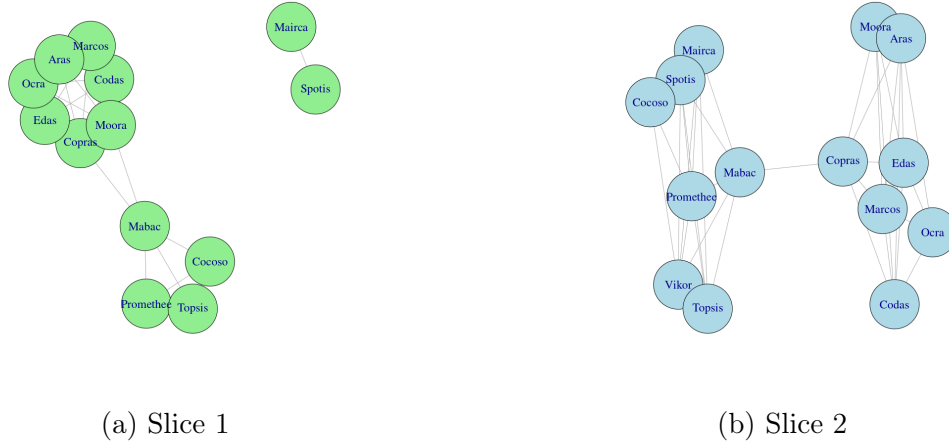 Mairca
Marcos
Aras
Codas
Ocra
Spotis
Edas
Moora
Copras
Mabac
Cocoso
Promethee
Topsis
(a) Slice 1
Moora
Aras
Mairca
Spotis
Cocoso
Copras
Edas
Mabac
Promethee
Marcos
Ocra
Vikor
Codas
Topsis
(b) Slice 2